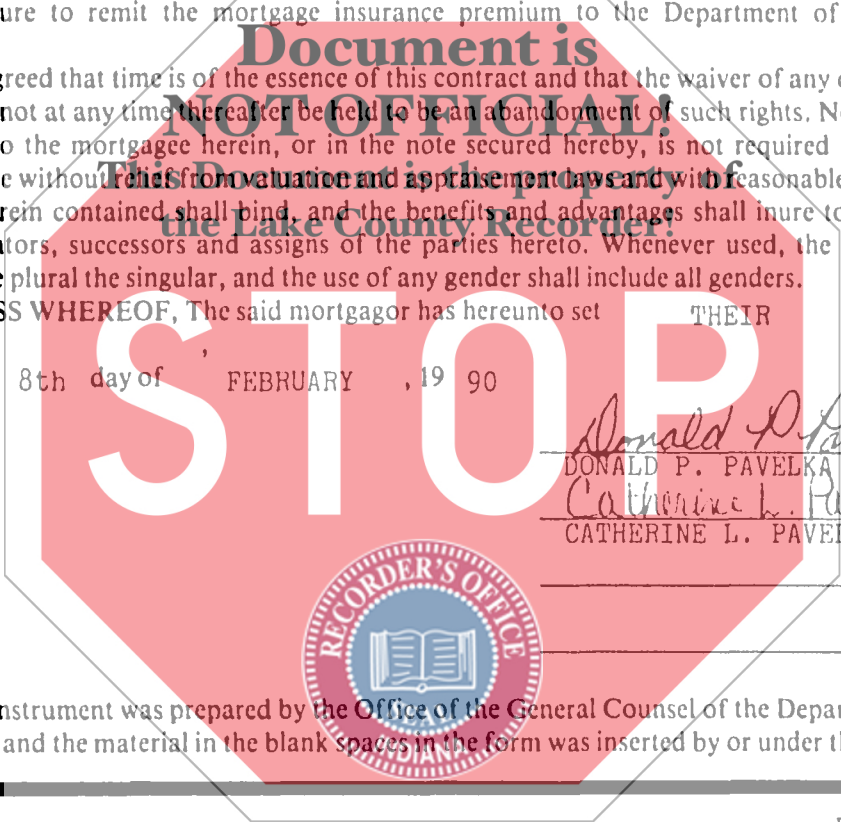 ure to remit the mortgage insurance premium to the Department of
Document is
greed that time is of the essence of this contract and that the waiver of any
NOT OFFICIAL!
not at any time thereafter be held to be an abandonment of such rights. N
o the mortgagee herein, or in the note secured hereby, is not required
This Document is the property of
e without relief from valuation and appraisement laws and with reasonable
rein contained shall bind, and the benefits and advantages shall inure to
the Lake County Recorder!
tors, successors and assigns of the parties hereto. Whenever used, the
plural the singular, and the use of any gender shall include all genders.
SS WHEREOF, The said mortgagor has hereunto set THEIR
STOP
8th day of FEBRUARY , 19 90
Donald P. Pa
DONALD P. PAVELKA
Catherine L. Pa
CATHERINE L. PAVEL
RECORDER'S OFFICE
nstrument was prepared by the Office of the General Counsel of the Depar
and the material in the blank spaces in the form was inserted by or under th
INDIANA